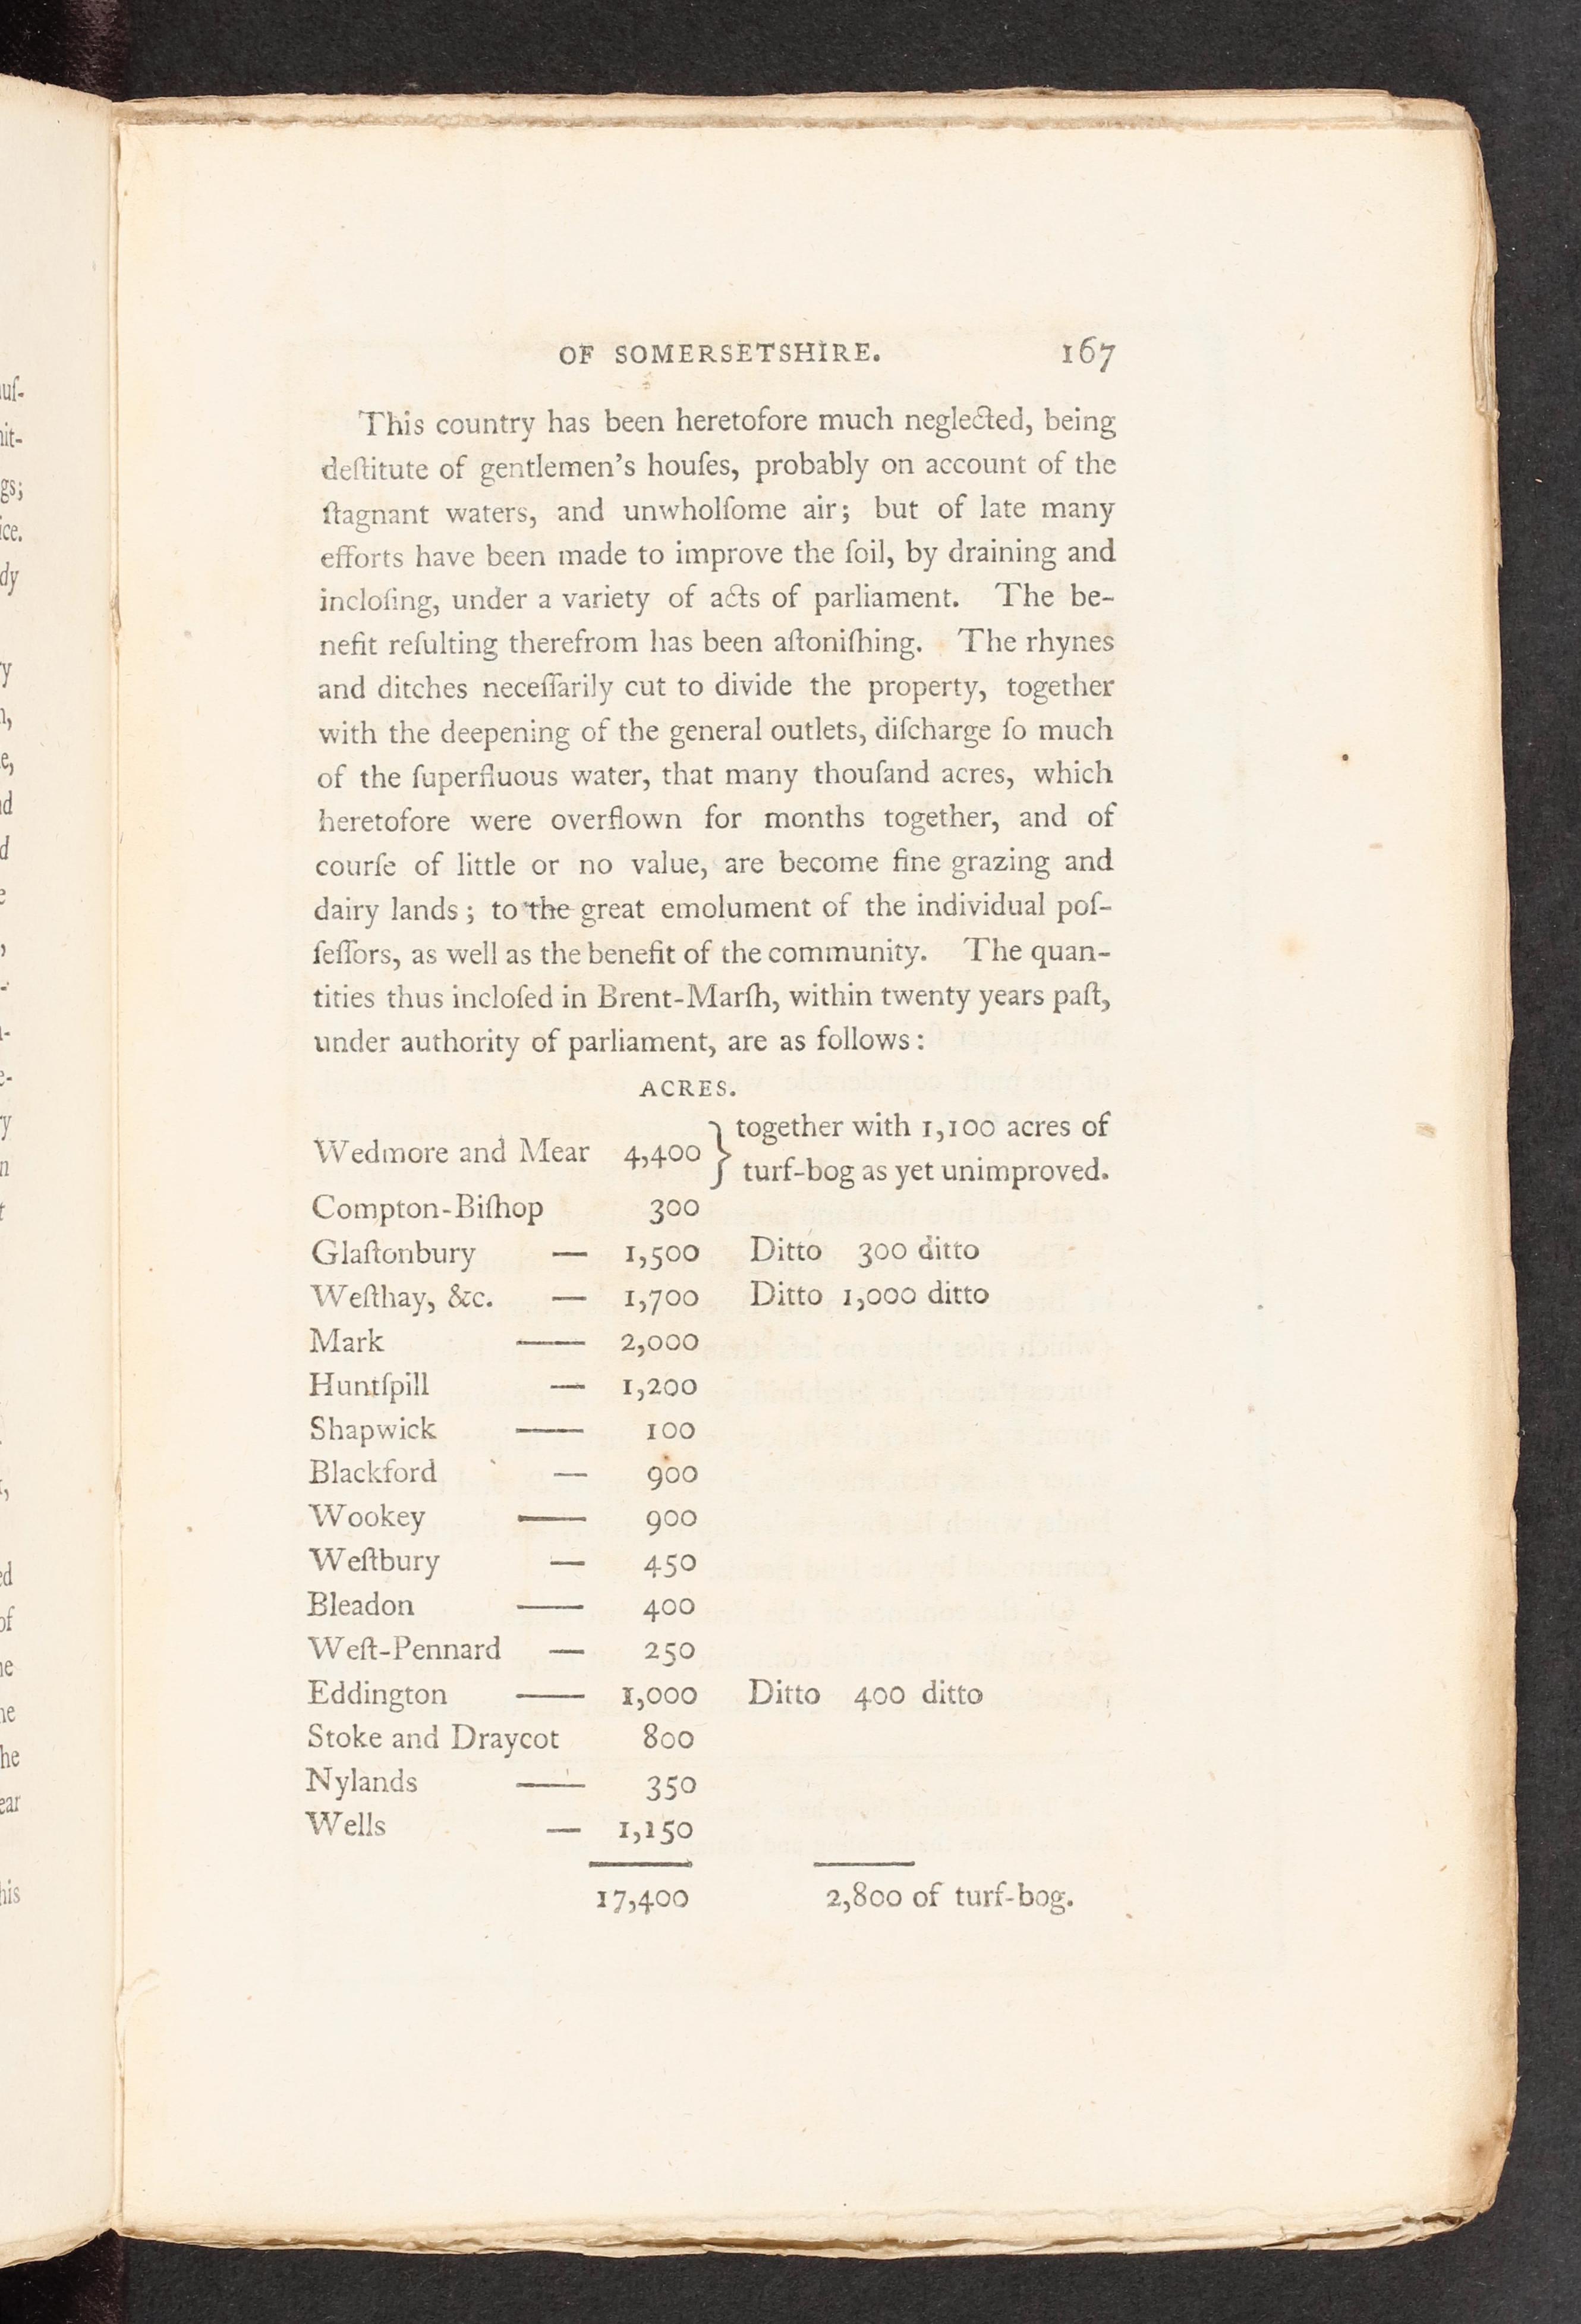 OF SOMERSETSHIRE. 167
This country has been heretofore much neglected, being
deſtitute of gentlemen's houſes, probably on account of the
ſtagnant waters, and unwholſome air; but of late many
efforts have been made to improve the ſoil, by draining and
incloſing, under a variety of acts of parliament. The be-
nefit reſulting therefrom has been aſtoniſhing. The rhynes
and ditches neceſſarily cut to divide the property, together
with the deepening of the general outlets, diſcharge ſo much
of the ſuperfluous water, that many thouſand acres, which
heretofore were overflown for months together, and of
courſe of little or no value, are become fine grazing and
dairy lands; to the great emolument of the individual poſ-
ſeſſors, as well as the benefit of the community. The quan-
tities thus incloſed in Brent-Marſh, within twenty years paſt,
under authority of parliament, are as follows:
ACRES.
Wedmore and Mear 4,400 } together with 1,100 acres of
turf-bog as yet unimproved.
Compton-Biſhop 300
Glaſtonbury — 1,500 Ditto 300 ditto
Weſthay, &c. — 1,700 Ditto 1,000 ditto
Mark — 2,000
Huntſpill — 1,200
Shapwick — 100
Blackford — 900
Wookey — 900
Weſtbury — 450
Bleadon — 400
Weſt-Pennard — 250
Eddington — 1,000 Ditto 400 ditto
Stoke and Draycot 800
Nylands — 350
Wells — 1,150
17,400 2,800 of turf-bog.